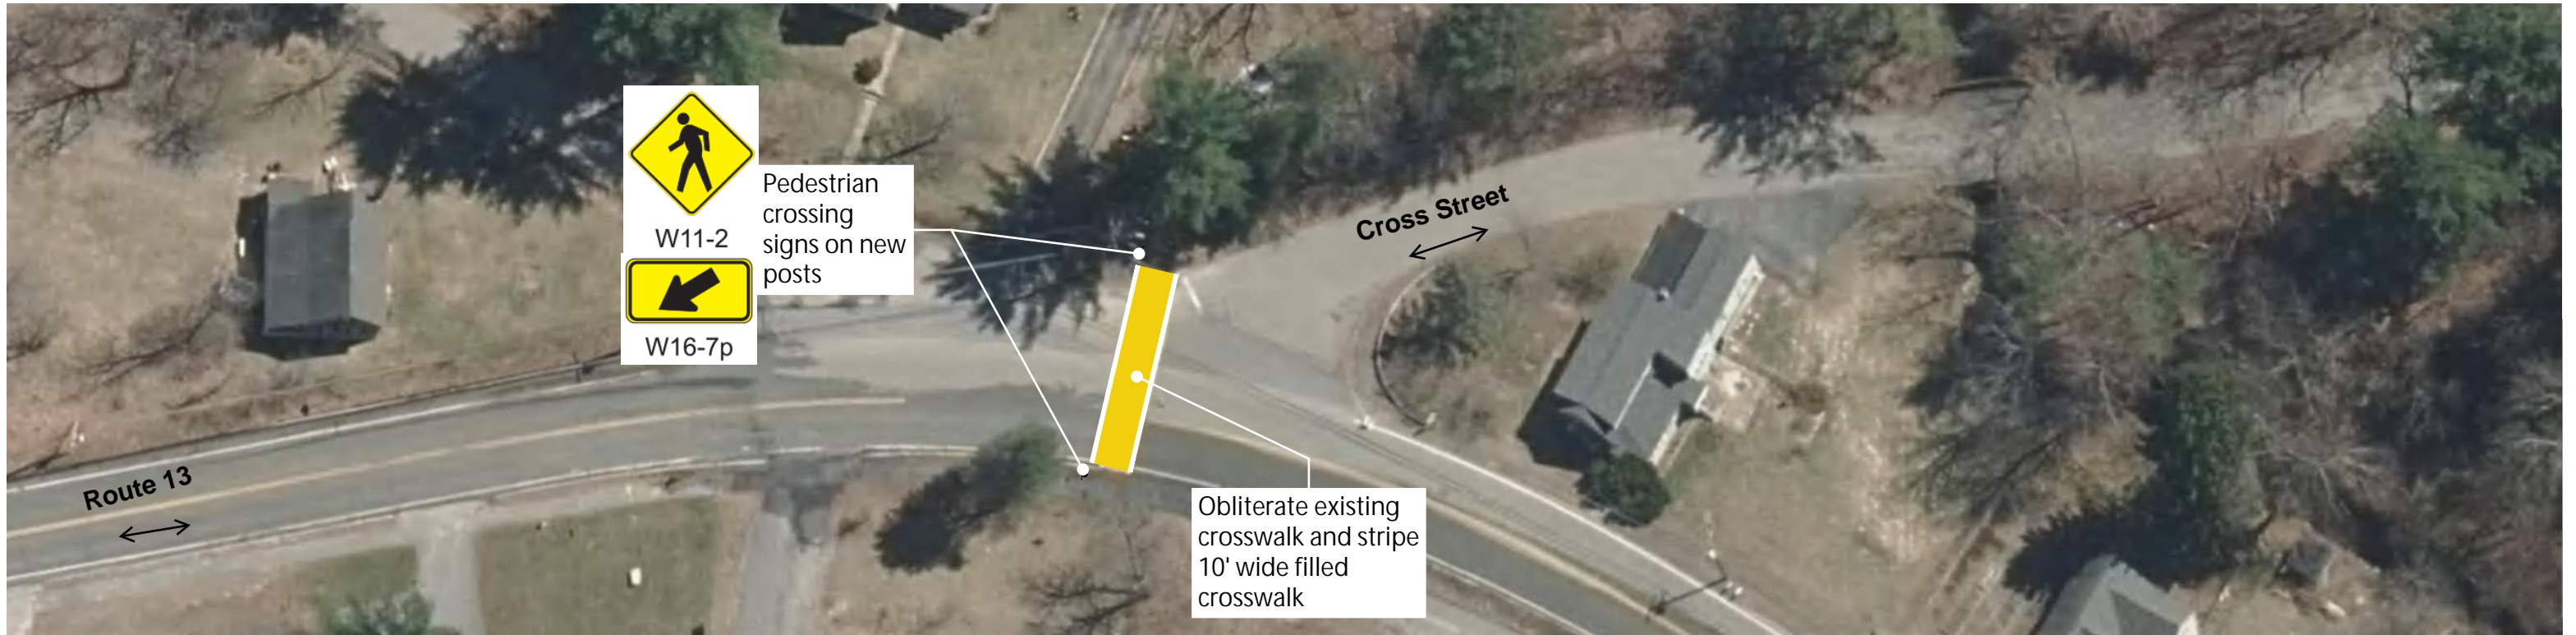 W11-2
W16-7p
Pedestrian
crossing
signs on new
posts
Cross Street
Route 13
Obliterate existing
crosswalk and stripe
10' wide filled
crosswalk